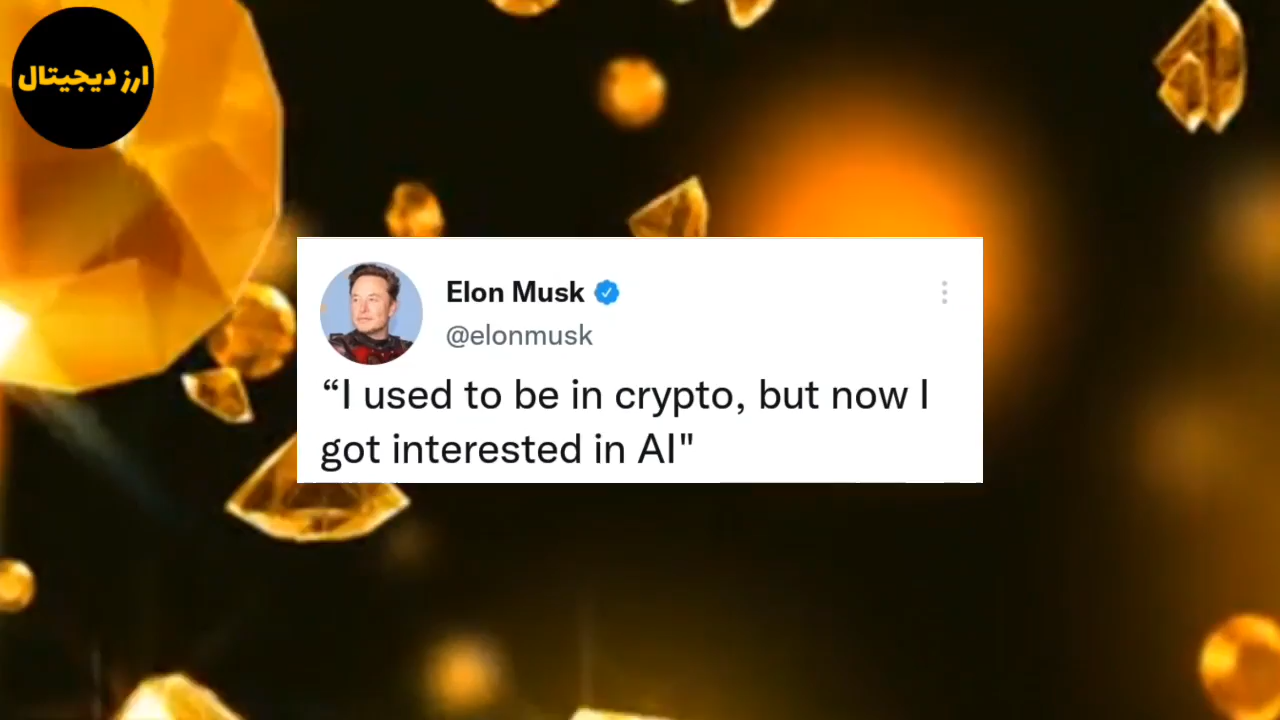 ارز دیجیتال
Elon Musk
@elonmusk
“I used to be in crypto, but now I
got interested in AI"